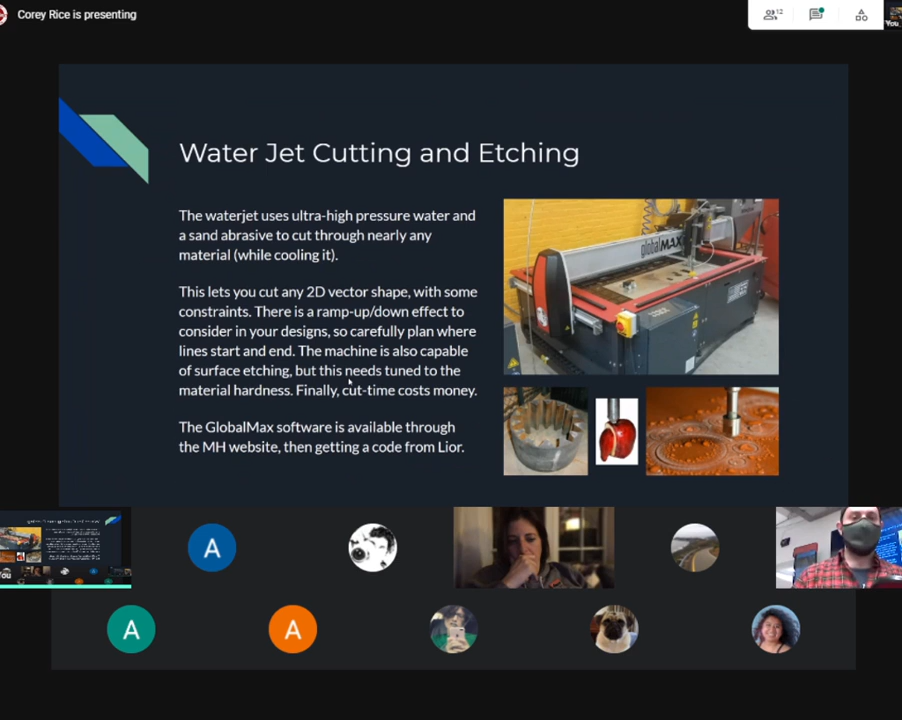 Corey Rice is presenting
12
You
Water Jet Cutting and Etching
The waterjet uses ultra-high pressure water and
a sand abrasive to cut through nearly any
material (while cooling it).
This lets you cut any 2D vector shape, with some
constraints. There is a ramp-up/down effect to
consider in your designs, so carefully plan where
lines start and end. The machine is also capable
of surface etching, but this needs tuned to the
material hardness. Finally, cut-time costs money.
The GlobalMax software is available through
the MH website, then getting a code from Lior.
globalMAX
You
A
A
A